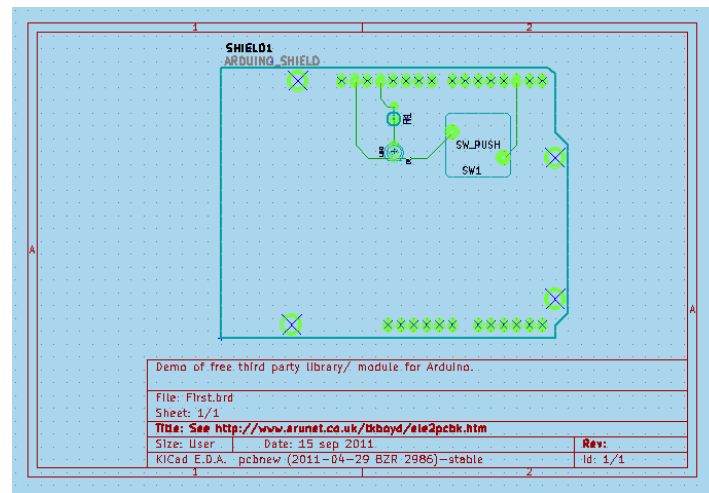 1 2
SHIELD1
ARDUINO_SHIELD
SW_PUSH
SW1
A
A
Demo of free third party library/ module for Arduino.
File: First.brd
Sheet: 1/1
Title: See http://www.arunet.co.uk/tkboyd/ele2pcbk.htm
Size: User Date: 15 sep 2011 Rev:
KiCad E.D.A. pcbnew (2011-04-29 BZR 2986)-stable Id: 1/1
1 2